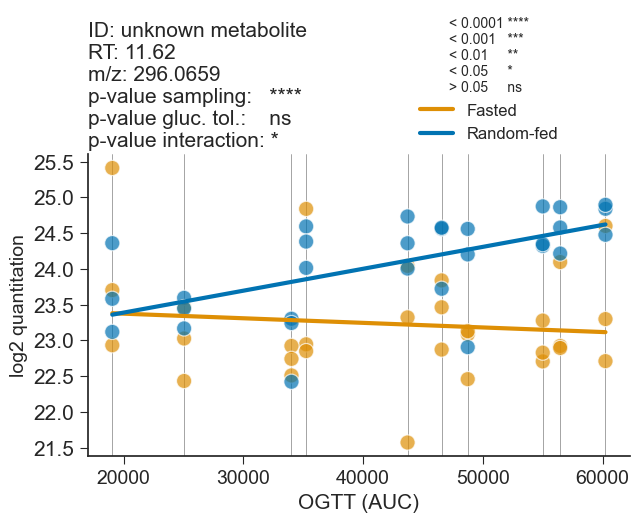 ID: unknown metabolite
RT: 11.62
m/z: 296.0659
p-value sampling: ****
p-value gluc. tol.: ns
p-value interaction: *
< 0.0001 ****
< 0.001 ***
< 0.01 **
< 0.05 *
> 0.05 ns
Fasted
Random-fed
25.5
25.0
24.5
24.0
23.5
23.0
22.5
22.0
21.5
log2 quantitation
20000 30000 40000 50000 60000
OGTT (AUC)